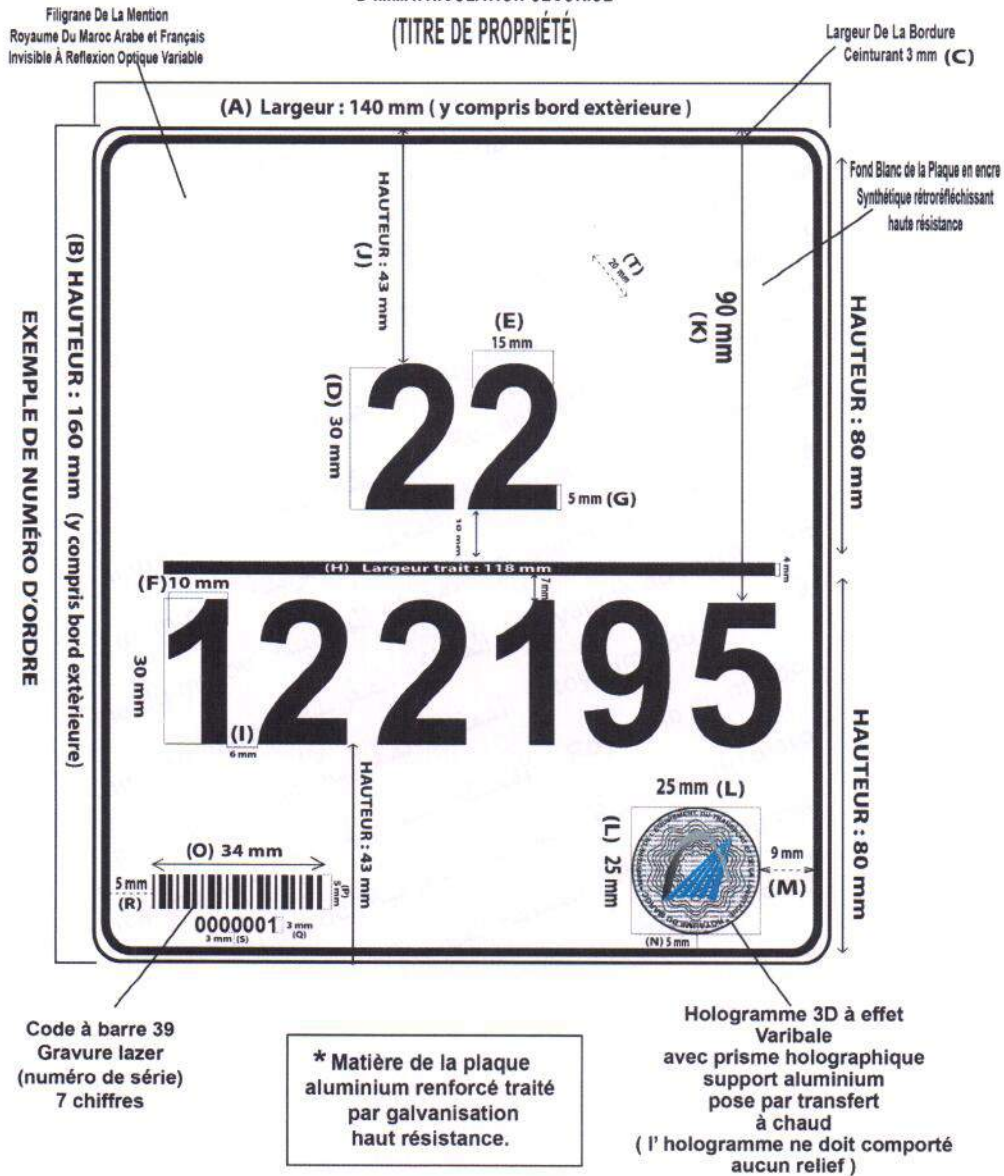 (TITRE DE PROPRIÉTÉ)
Filigrane De La Mention
Royaume Du Maroc Arabe et Français
Invisible À Reflexion Optique Variable
Largeur De La Bordure
Ceinturant 3 mm (C)
(A) Largeur : 140 mm ( y compris bord extèrieure )
Fond Blanc de la Plaque en encre
Synthétique rétroréfléchissant
haute résistance
EXEMPLE DE NUMÉRO D'ORDRE
(B) HAUTEUR : 160 mm (y compris bord extèrieure)
HAUTEUR : 43 mm
(J)
(T)
20 mm
90 mm
(K)
HAUTEUR : 80 mm
(E)
15 mm
(D) 30 mm
22
5 mm (G)
10 mm
(H) Largeur trait : 118 mm
4 mm
(F) 10 mm
7 mm
30 mm
122195
(I)
6 mm
HAUTEUR : 43 mm
HAUTEUR : 80 mm
25 mm (L)
(L) 25 mm
9 mm
(M)
(N) 5 mm
(O) 34 mm
5 mm
(R)
(P)
5 mm
0000001
3 mm
(Q)
3 mm (S)
ROYAUME DU MAROC
Code à barre 39
Gravure lazer
(numéro de série)
7 chiffres
* Matière de la plaque
aluminium renforcé traité
par galvanisation
haut résistance.
Hologramme 3D à effet
Varibale
avec prisme holographique
support aluminium
pose par transfert
à chaud
( l' hologramme ne doit comporté
aucun relief )